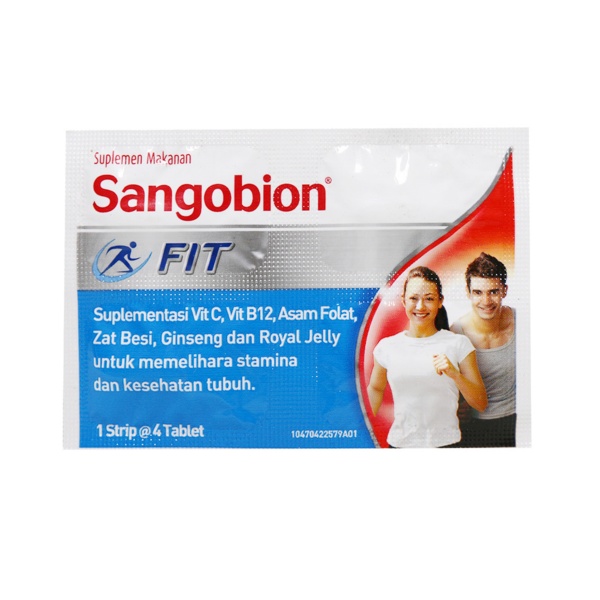 Suplemen Makanan
Sangobion®
FIT
Suplementasi Vit C, Vit B12, Asam Folat,
Zat Besi, Ginseng dan Royal Jelly
untuk memelihara stamina
dan kesehatan tubuh.
1 Strip @ 4 Tablet
10470422579A01